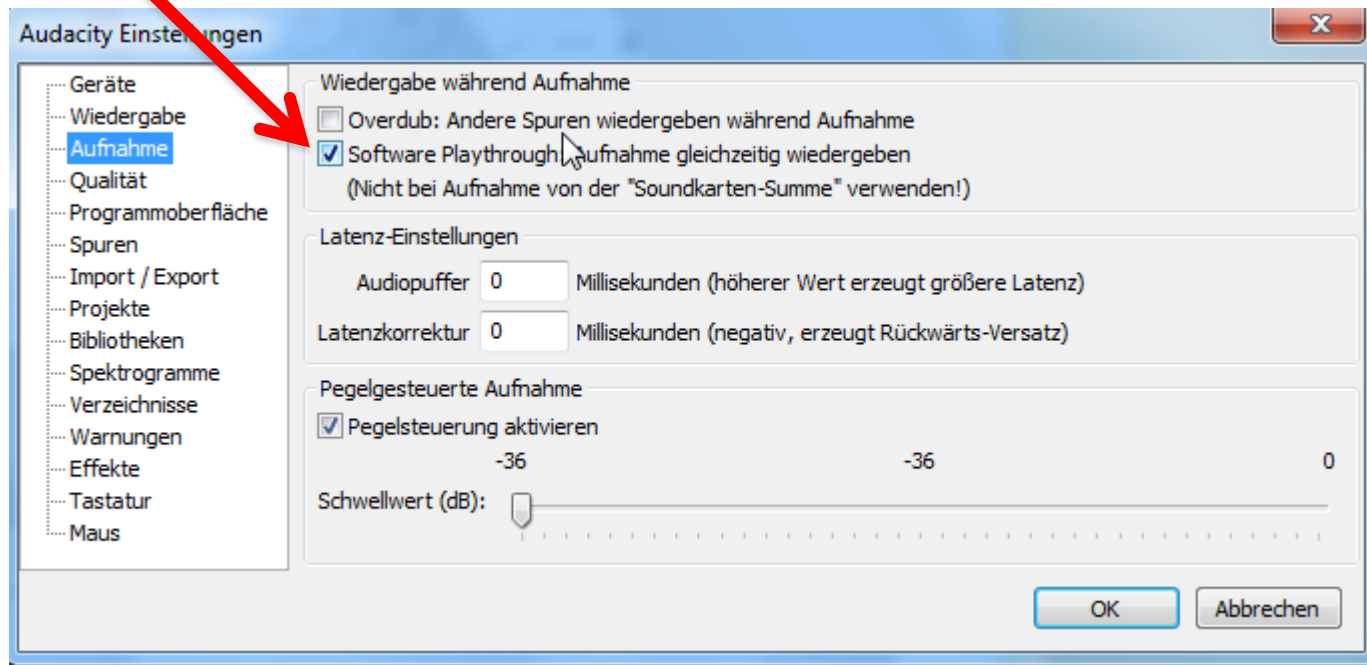 Audacity Einstellungen
Geräte
Wiedergabe
Aufnahme
Qualität
Programmoberfläche
Spuren
Import / Export
Projekte
Bibliotheken
Spektrogramme
Verzeichnisse
Warnungen
Effekte
Tastatur
Maus
Wiedergabe während Aufnahme
Overdub: Andere Spuren wiedergeben während Aufnahme
Software Playthrough: Aufnahme gleichzeitig wiedergeben
(Nicht bei Aufnahme von der "Soundkarten-Summe" verwenden!)
Latenz-Einstellungen
Audiopuffer 0 Millisekunden (höherer Wert erzeugt größere Latenz)
Latenzkorrektur 0 Millisekunden (negativ, erzeugt Rückwärts-Versatz)
Pegelgesteuerte Aufnahme
Pegelsteuerung aktivieren
-36 -36 0
Schwellwert (dB):
OK Abbrechen